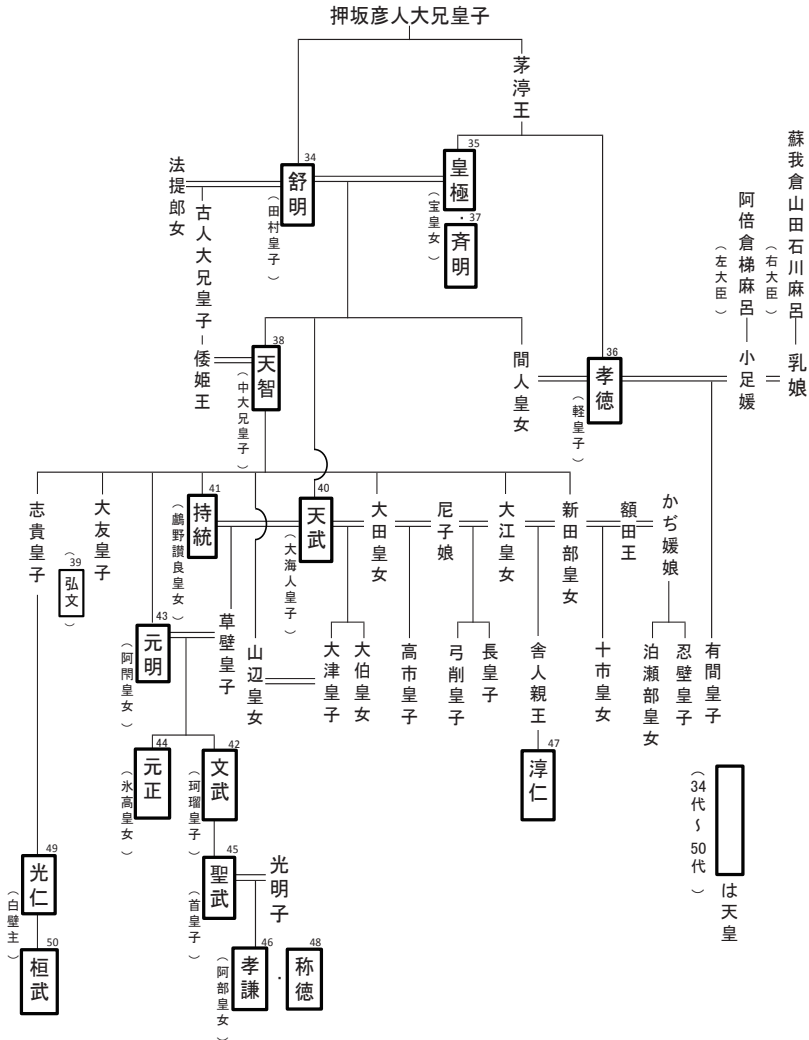 押坂彦人大兄皇子
茅渟王
蘇我倉山田石川麻呂
（右大臣）
乳娘
阿倍倉梯麻呂
（左大臣）
小足媛
35
皇極
（宝皇女）
・37
斉明
34
舒明
（田村皇子）
法提郎女
古人大兄皇子
倭姫王
38
天智
（中大兄皇子）
間人皇女
36
孝徳
（軽皇子）
有間皇子
かぢ媛娘
額田王
新田部皇女
大江皇女
尼子娘
大田皇女
40
天武
（大海人皇子）
41
持統
（鸕野讃良皇女）
大友皇子
（39
弘文
）
志貴皇子
忍壁皇子
泊瀬部皇女
十市皇女
舎人親王
長皇子
弓削皇子
高市皇子
大伯皇女
大津皇子
山辺皇女
草壁皇子
43
元明
（阿閇皇女）
47
淳仁
42
文武
（珂瑠皇子）
44
元正
（氷高皇女）
光明子
45
聖武
（首皇子）
48
称徳
・
46
孝謙
（阿部皇女）
49
光仁
（白壁主）
50
桓武
は天皇
（34代～50代）